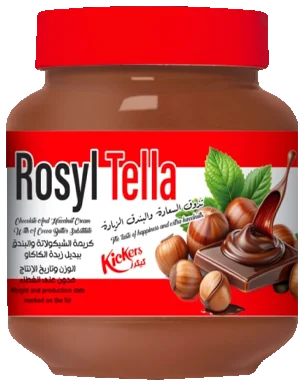 Rosyl Tella
Chocolate And Hazelnut Cream
With of Cocoa Butter Substitute
كريمة الشيكولاتة والبندق
ببديل زبدة الكاكاو
الوزن وتاريخ الإنتاج
مدون على الغطاء
Weight and production date
marked on the lid
تذوق السعادة والبندق الزيادة
The taste of happiness and extra hazelnuts
Kickers
كيكرز